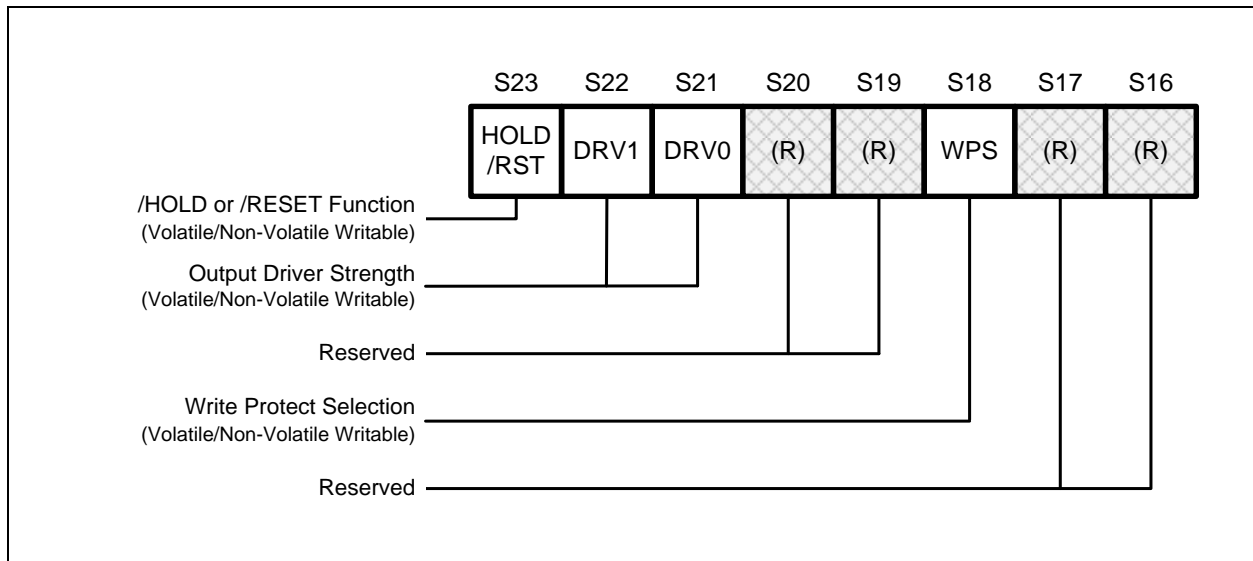 S23 S22 S21 S20 S19 S18 S17 S16
HOLD
/RST
DRV1 DRV0 (R) (R) WPS (R) (R)
/HOLD or /RESET Function
(Volatile/Non-Volatile Writable)
Output Driver Strength
(Volatile/Non-Volatile Writable)
Reserved
Write Protect Selection
(Volatile/Non-Volatile Writable)
Reserved